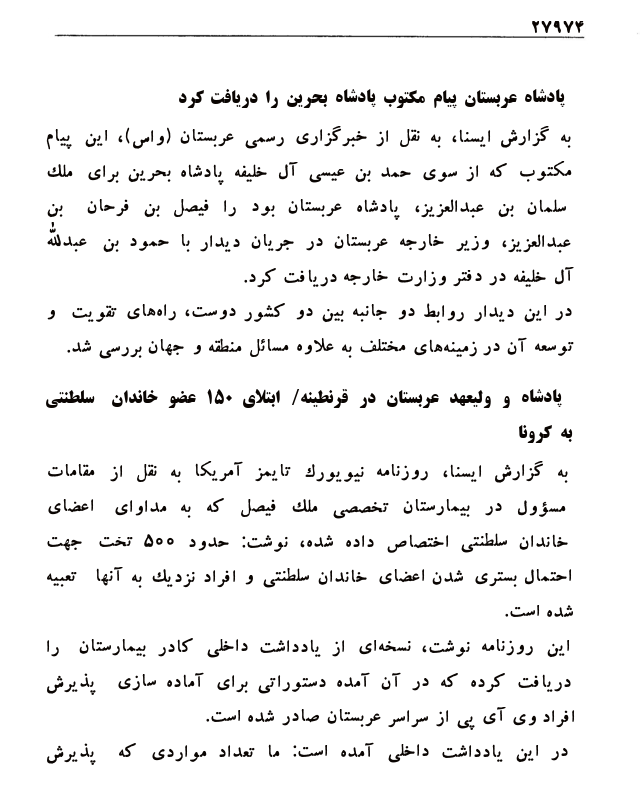 ۲۷۹۷۴
پادشاه عربستان پیام مکتوب پادشاه بحرین را دریافت کرد
به گزارش ایسنا، به نقل از خبرگزاری رسمی عربستان (واس)، این پیام
مکتوب که از سوی حمد بن عیسی آل خلیفه پادشاه بحرین برای ملك
سلمان بن عبدالعزیز، پادشاه عربستان بود را فیصل بن فرحان بن
عبدالعزیز، وزیر خارجه عربستان در جریان دیدار با حمود بن عبدلله
آل خلیفه در دفتر وزارت خارجه دریافت کرد.
در این دیدار روابط دو جانبه بین دو کشور دوست، راه‌های تقویت و
توسعه آن در زمینه‌های مختلف به علاوه مسائل منطقه و جهان بررسی شد.
پادشاه و ولیعهد عربستان در قرنطینه/ ابتلای ۱۵۰ عضو خاندان سلطنتی
به کرونا
به گزارش ایسنا، روزنامه نیویورك تایمز آمریکا به نقل از مقامات
مسؤول در بیمارستان تخصصی ملك فیصل که به مداوای اعضای
خاندان سلطنتی اختصاص داده شده، نوشت: حدود ۵۰۰ تخت جهت
احتمال بستری شدن اعضای خاندان سلطنتی و افراد نزدیك به آنها تعبیه
شده است.
این روزنامه نوشت، نسخه‌ای از یادداشت داخلی کادر بیمارستان را
دریافت کرده که در آن آمده دستوراتی برای آماده سازی پذیرش
افراد وی آی پی از سراسر عربستان صادر شده است.
در این یادداشت داخلی آمده است: ما تعداد مواردی که پذیرش